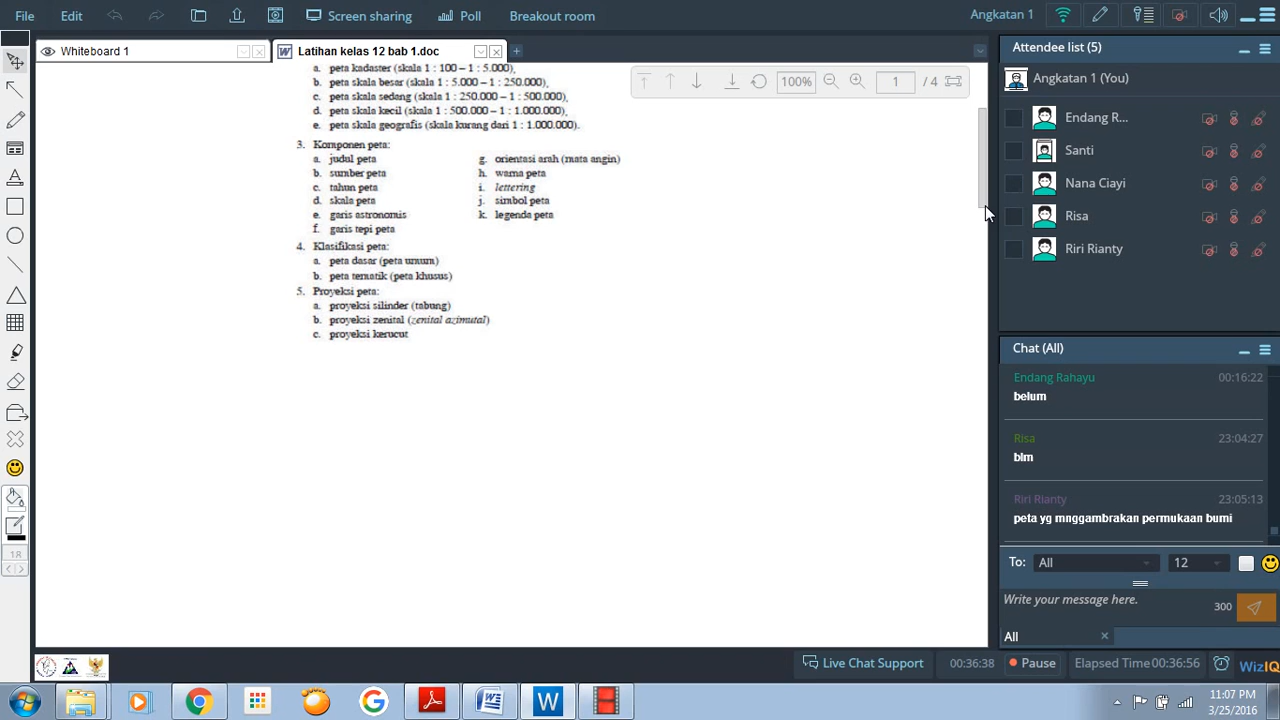 File
Edit
Screen sharing
Poll
Breakout room
Angkatan 1
Whiteboard 1
Latihan kelas 12 bab 1.doc
Attendee list (5)
100%
1
/ 4
a. peta kadaster (skala 1 : 100 – 1 : 5.000),
b. peta skala besar (skala 1 : 5.000 – 1 : 250.000),
c. peta skala sedang (skala 1 : 250.000 – 1 : 500.000),
d. peta skala kecil (skala 1 : 500.000 – 1 : 1.000.000),
e. peta skala geografis (skala kurang dari 1 : 1.000.000).
3. Komponen peta:
a. judul peta
b. sumber peta
c. tahun peta
d. skala peta
e. garis astronomis
f. garis tepi peta
g. orientasi arah (mata angin)
h. warna peta
i. lettering
j. simbol peta
k. legenda peta
4. Klasifikasi peta:
a. peta dasar (peta umum)
b. peta tematik (peta khusus)
5. Proyeksi peta:
a. proyeksi silinder (tabung)
b. proyeksi zenital (zenital azimutal)
c. proyeksi kerucut
Angkatan 1 (You)
Enda...
Santi
Nana Ciayi
Risa
Riri Rianty
Chat (All)
Endang Rahayu 00:16:22
belum
Risa 23:04:27
blm
Riri Rianty 23:05:13
peta yg mnggambrakan permukaan bumi
To: All 12
Write your message here.
300
All
Live Chat Support
00:36:38
Pause
WizIQ
11:07 PM
3/25/2016